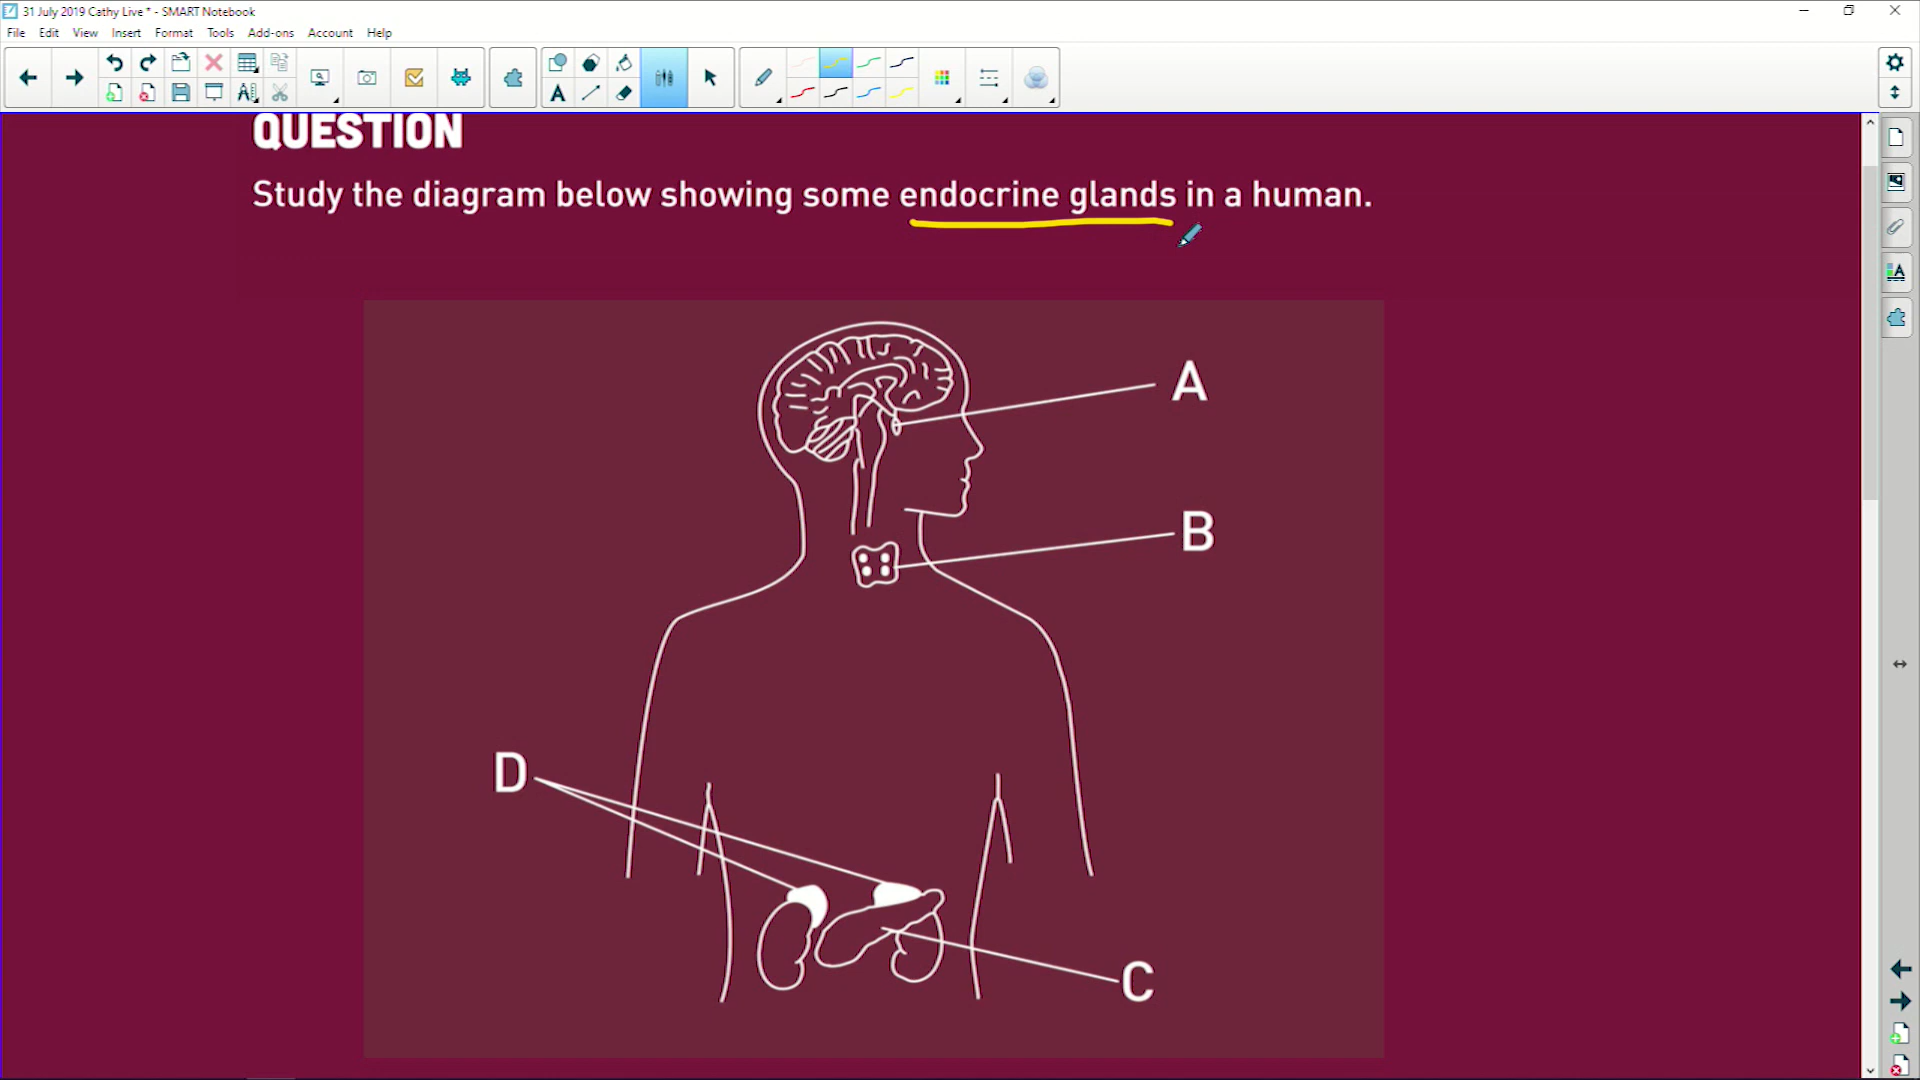 31 July 2019 Cathy Live * - SMART Notebook
File Edit View Insert Format Tools Add-ons Account Help
QUESTION
Study the diagram below showing some endocrine glands in a human.
A
B
D
C